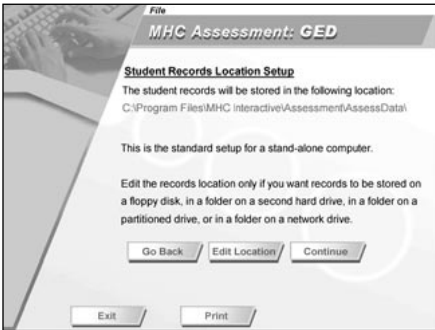 File
MHC Assessment: GED
Student Records Location Setup
The student records will be stored in the following location:
C:\Program Files\MHC Interactive\Assessment\AssessData\
This is the standard setup for a stand-alone computer.
Edit the records location only if you want records to be stored on
a floppy disk, in a folder on a second hard drive, in a folder on a
partitioned drive, or in a folder on a network drive.
Go Back Edit Location Continue
Exit Print